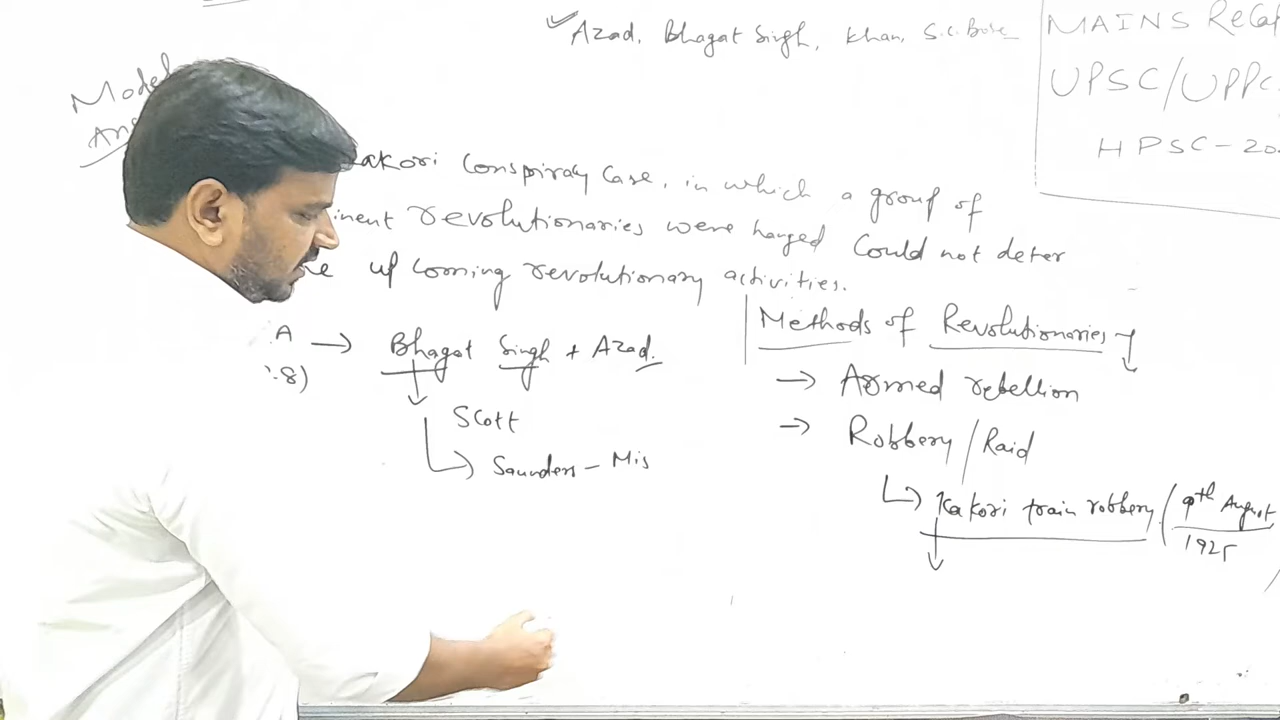 ✓Azad, Bhagat Singh, Khan, S.C. Bose
MAINS ReCaP
UPSC/UPPC
HPSC-20
Model
Ans
akori Conspiracy Case, in which a group of
inent revolutionaries were hanged Could not deter
up coming revolutionary activities.
A → Bhagat Singh + Azad.
8)
Scott
Saunders - Mis
Methods of Revolutionaries
→ Armed rebellion
→ Robbery/Raid
Kakori train robbery (9th August
1925